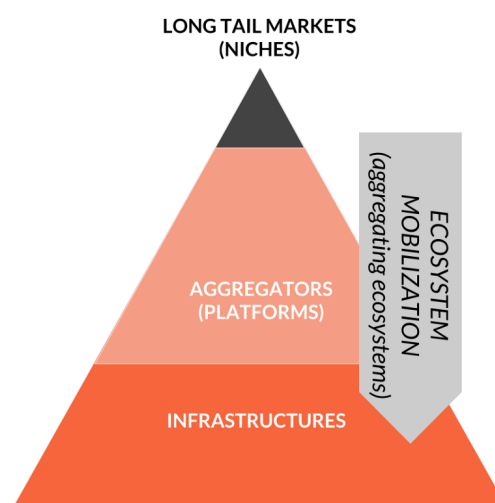 LONG TAIL MARKETS
(NICHES)
AGGREGATORS
(PLATFORMS)
INFRASTRUCTURES
ECOSYSTEM
MOBILIZATION
(aggregating ecosystems)